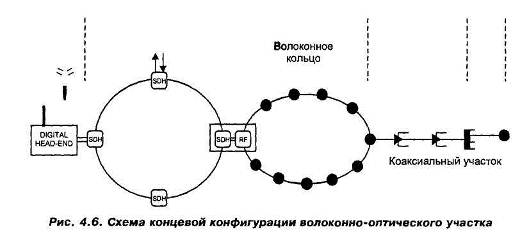 Волоконное
кольцо
SDH
DIGITAL
HEAD-END
SDH
SDH
RF
SDH
Коаксиальный участок
Рис. 4.6. Схема концевой конфигурации волоконно-оптического участка